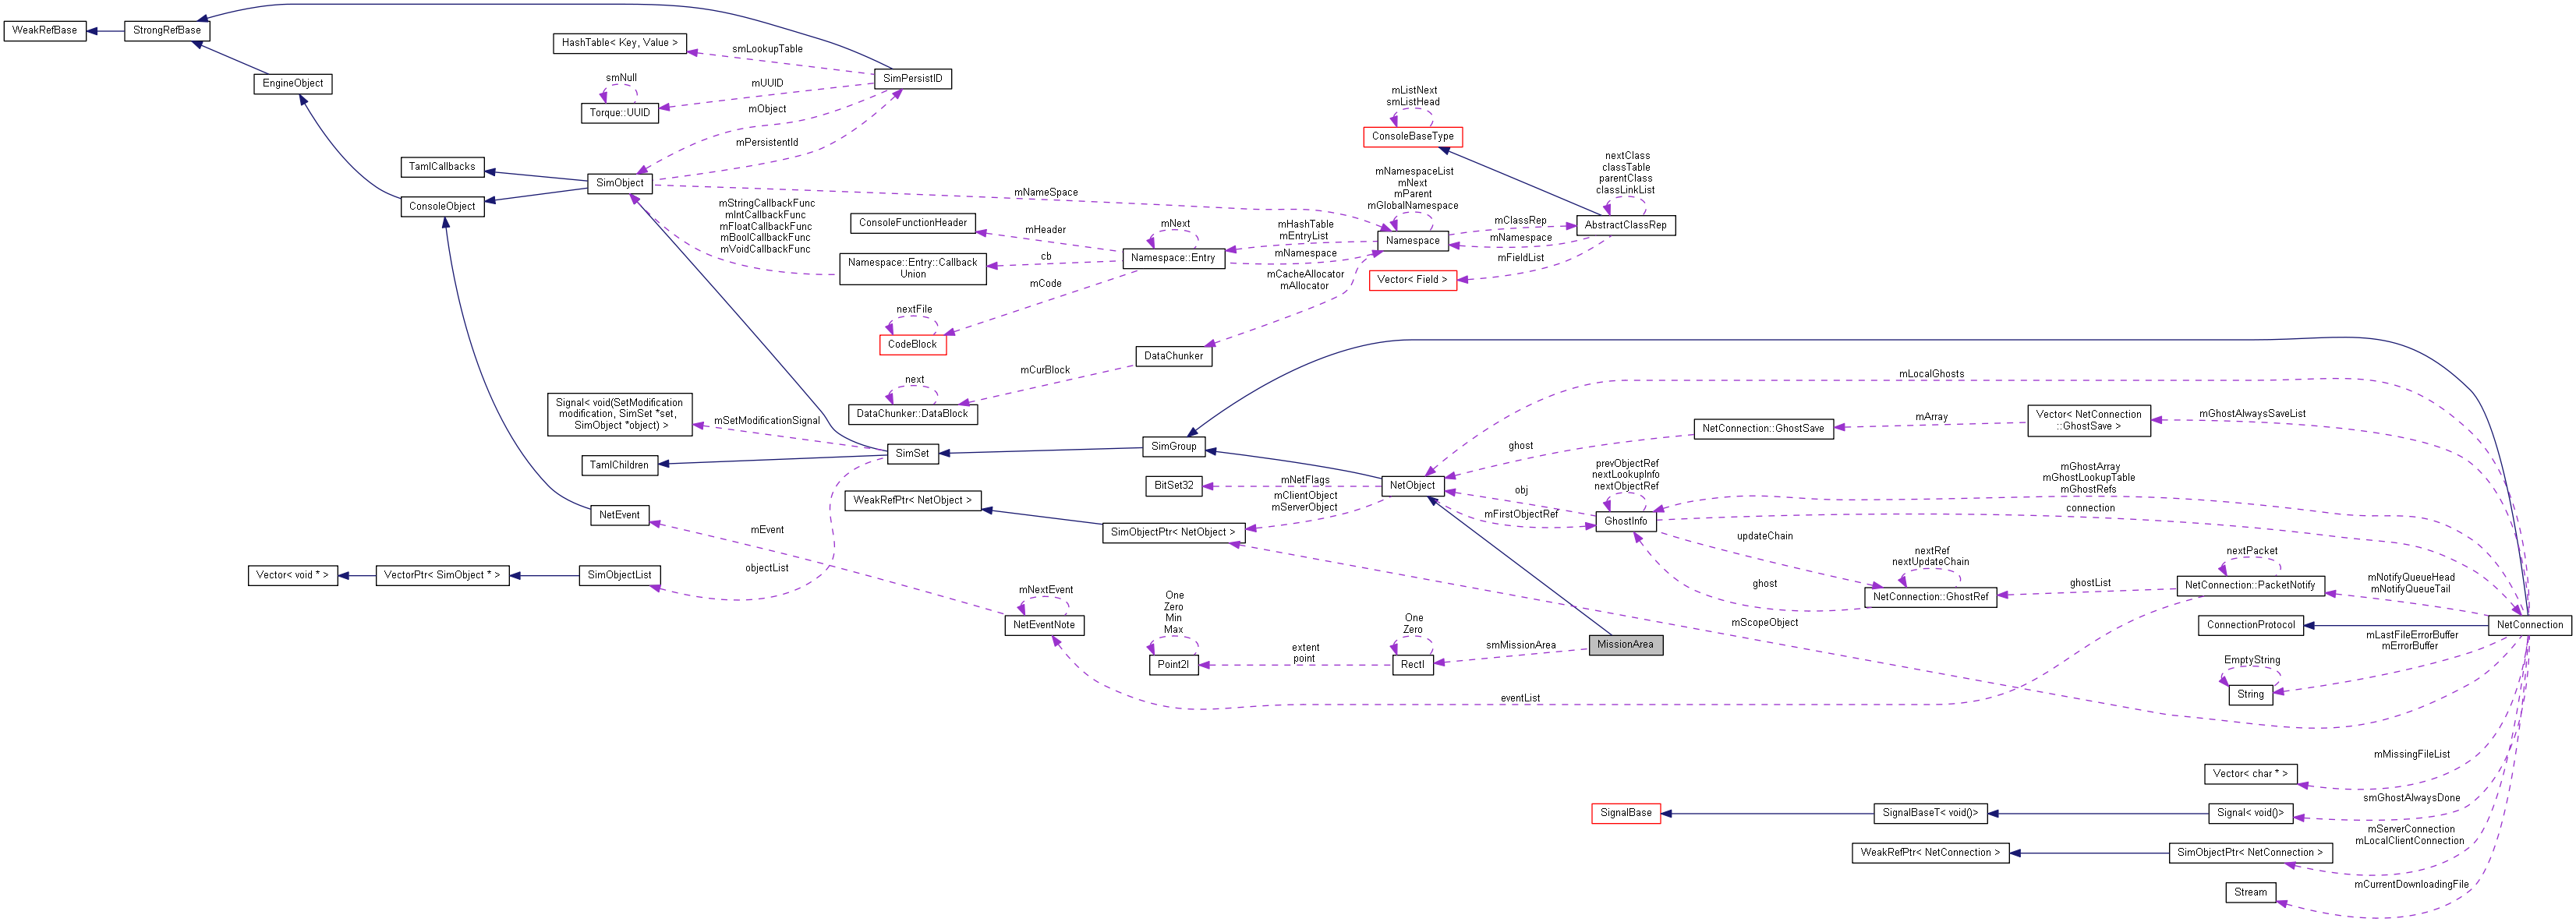 WeakRefBase
StrongRefBase
HashTable< Key, Value >
smLookupTable
SimPersistID
EngineObject
smNull
mUUID
Torque::UUID
mObject
mPersistentId
mListNext
smListHead
ConsoleBaseType
TamlCallbacks
SimObject
ConsoleObject
mNameSpace
mStringCallbackFunc
mIntCallbackFunc
mFloatCallbackFunc
mBoolCallbackFunc
mVoidCallbackFunc
ConsoleFunctionHeader
mHeader
mNext
Namespace::Entry::Callback
Union
cb
Namespace::Entry
mHashTable
mEntryList
mNamespace
mNamespaceList
mNext
mParent
mGlobalNamespace
Namespace
mClassRep
mNamespace
nextClass
classTable
parentClass
classLinkList
AbstractClassRep
mFieldList
Vector< Field >
mCode
mCacheAllocator
mAllocator
nextFile
CodeBlock
DataChunker
mCurBlock
next
DataChunker::DataBlock
Signal< void(SetModification
modification, SimSet *set,
SimObject *object) >
mSetModificationSignal
SimSet
TamlChildren
SimGroup
mLocalGhosts
NetConnection::GhostSave
mArray
Vector< NetConnection
::GhostSave >
mGhostAlwaysSaveList
ghost
BitSet32
mNetFlags
NetObject
WeakRefPtr< NetObject >
mClientObject
mServerObject
SimObjectPtr< NetObject >
obj
mFirstObjectRef
prevObjectRef
nextLookupInfo
nextObjectRef
GhostInfo
mGhostArray
mGhostLookupTable
mGhostRefs
connection
updateChain
NetEvent
mEvent
objectList
Vector< void * >
VectorPtr< SimObject * >
SimObjectList
mNextEvent
NetEventNote
ghost
nextRef
nextUpdateChain
NetConnection::GhostRef
ghostList
nextPacket
NetConnection::PacketNotify
mNotifyQueueHead
mNotifyQueueTail
NetConnection
ConnectionProtocol
mScopeObject
One
Zero
Min
Max
Point2I
extent
point
One
Zero
RectI
smMissionArea
MissionArea
mLastFileErrorBuffer
mErrorBuffer
EmptyString
String
eventList
mMissingFileList
Vector< char * >
smGhostAlwaysDone
SignalBase
SignalBaseT< void()>
Signal< void()>
mServerConnection
mLocalClientConnection
WeakRefPtr< NetConnection >
SimObjectPtr< NetConnection >
mCurrentDownloadingFile
Stream